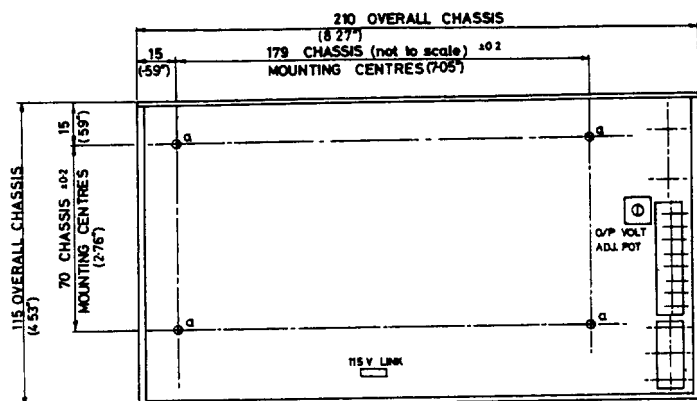 210 OVERALL CHASSIS
(8·27")
15
(·59")
179 CHASSIS (not to scale) ±0·2
MOUNTING CENTRES (7·05")
15
(·59")
115 OVERALL CHASSIS
(4·53")
70 CHASSIS ±0·2
MOUNTING CENTRES
(2·76")
a
a
a
a
O/P VOLT
ADJ. POT
115 V LINK